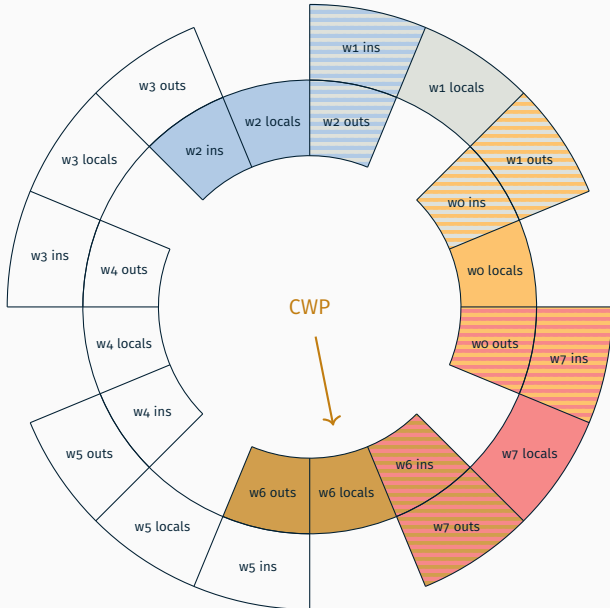 w1 ins
w3 outs
w1 locals
w2 locals
w2 outs
w2 ins
w3 locals
w1 outs
w0 ins
w3 ins
w4 outs
w0 locals
CWP
w4 locals
w0 outs
w7 ins
w4 ins
w5 outs
w7 locals
w6 ins
w6 outs
w6 locals
w5 locals
w7 outs
w5 ins